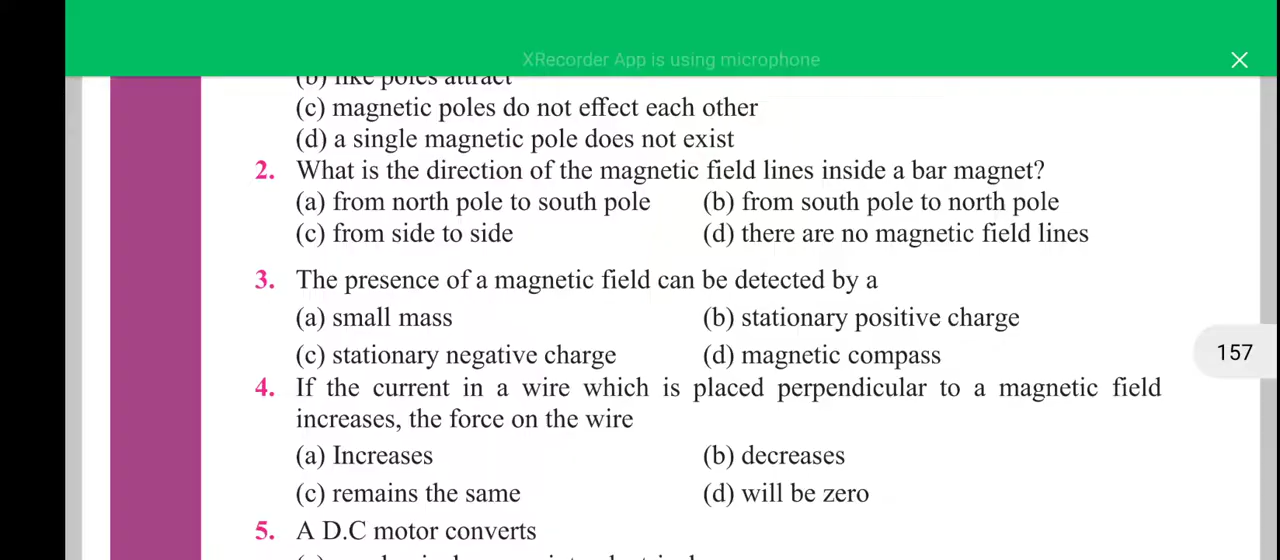 XRecorder App is using microphone
(b) like poles attract
(c) magnetic poles do not effect each other
(d) a single magnetic pole does not exist
2. What is the direction of the magnetic field lines inside a bar magnet?
(a) from north pole to south pole (b) from south pole to north pole
(c) from side to side (d) there are no magnetic field lines
3. The presence of a magnetic field can be detected by a
(a) small mass (b) stationary positive charge
(c) stationary negative charge (d) magnetic compass
157
4. If the current in a wire which is placed perpendicular to a magnetic field
increases, the force on the wire
(a) Increases (b) decreases
(c) remains the same (d) will be zero
5. A D.C motor converts